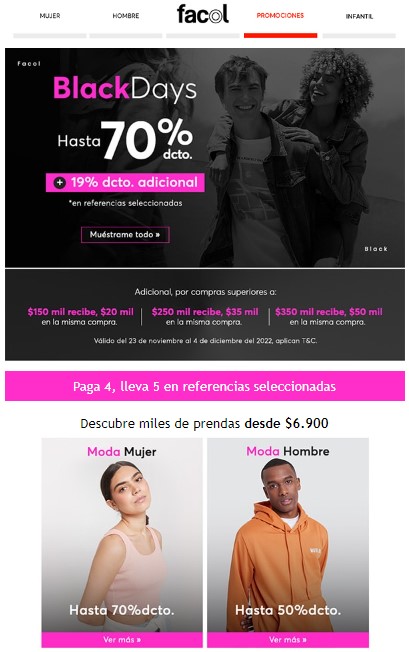 MUJER
HOMBRE
facol
PROMOCIONES
INFANTIL
Facol
BlackDays
Hasta 70% dcto.
+ 19% dcto. adicional
*en referencias seleccionadas
Muéstrame todo »
Black
Adicional, por compras superiores a:
$150 mil recibe, $20 mil
en la misma compra.
$250 mil recibe, $35 mil
en la misma compra.
$350 mil recibe, $50 mil
en la misma compra.
Válido del 23 de noviembre al 4 de diciembre del 2022, aplican T&C.
Paga 4, lleva 5 en referencias seleccionadas
Descubre miles de prendas desde $6.900
Moda Mujer
Hasta 70%dcto.
Ver más »
Moda Hombre
Hasta 50%dcto.
Ver más »